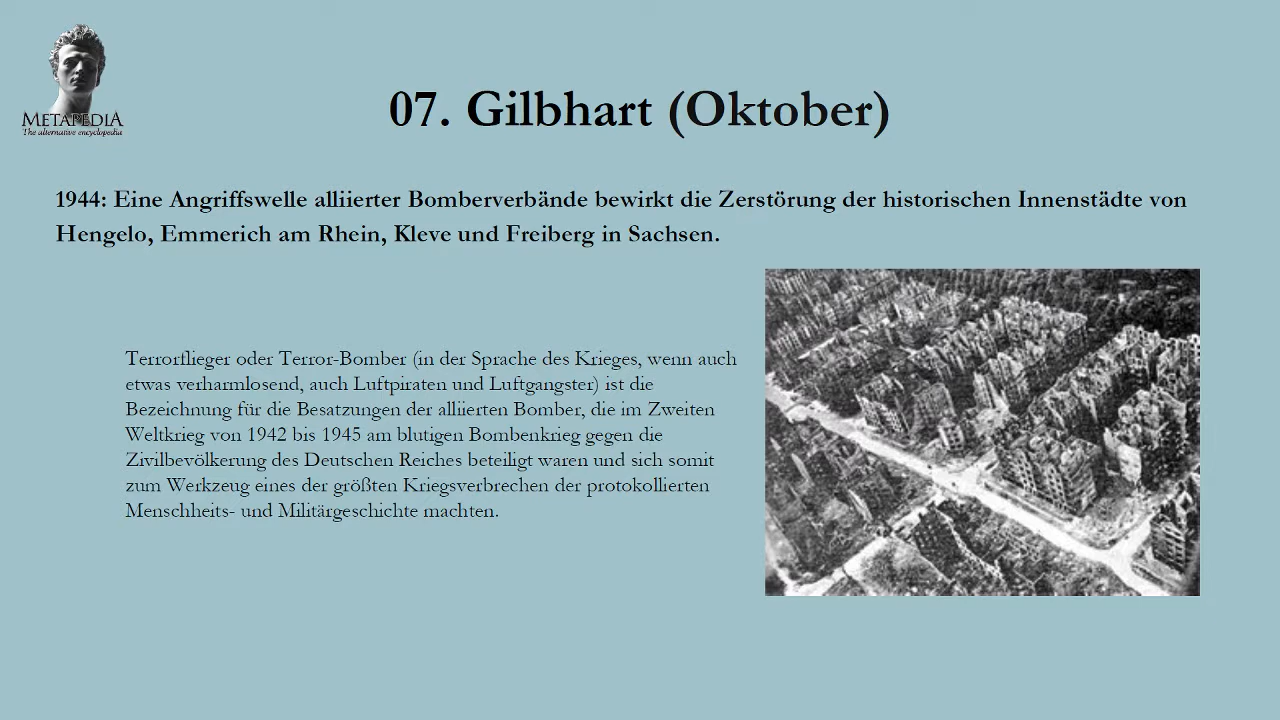 METAPEDIA
The alternative encyclopedia
07. Gilbhart (Oktober)
1944: Eine Angriffswelle alliierter Bomberverbände bewirkt die Zerstörung der historischen Innenstädte von
Hengelo, Emmerich am Rhein, Kleve und Freiberg in Sachsen.
Terrorflieger oder Terror-Bomber (in der Sprache des Krieges, wenn auch
etwas verharmlosend, auch Luftpiraten und Luftgangster) ist die
Bezeichnung für die Besatzungen der alliierten Bomber, die im Zweiten
Weltkrieg von 1942 bis 1945 am blutigen Bombenkrieg gegen die
Zivilbevölkerung des Deutschen Reiches beteiligt waren und sich somit
zum Werkzeug eines der größten Kriegsverbrechen der protokollierten
Menschheits- und Militärgeschichte machten.